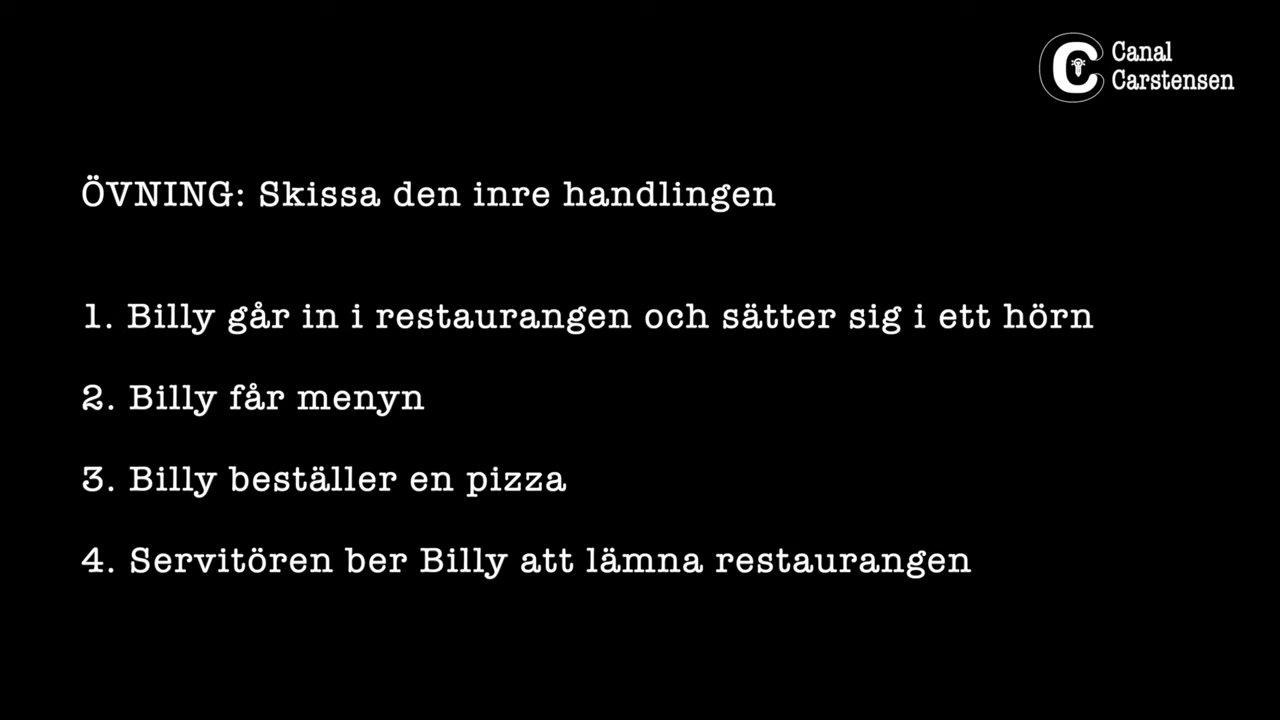 Canal
Carstensen
ÖVNING: Skissa den inre handlingen
1. Billy går in i restaurangen och sätter sig i ett hörn
2. Billy får menyn
3. Billy beställer en pizza
4. Servitören ber Billy att lämna restaurangen